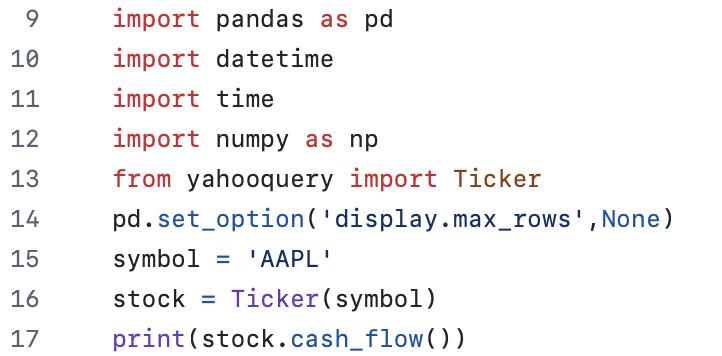 9 import pandas as pd
10 import datetime
11 import time
12 import numpy as np
13 from yahooquery import Ticker
14 pd.set_option('display.max_rows',None)
15 symbol = 'AAPL'
16 stock = Ticker(symbol)
17 print(stock.cash_flow())